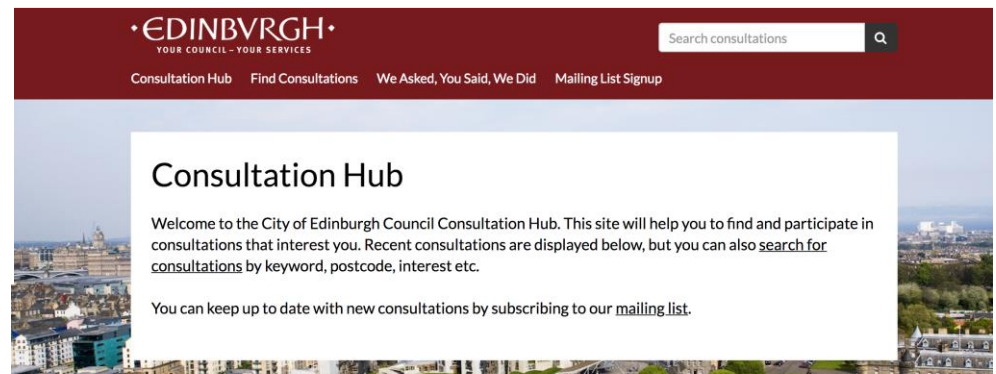 ·EDINBVRGH·
YOUR COUNCIL – YOUR SERVICES
Search consultations
Consultation Hub Find Consultations We Asked, You Said, We Did Mailing List Signup
Consultation Hub
Welcome to the City of Edinburgh Council Consultation Hub. This site will help you to find and participate in
consultations that interest you. Recent consultations are displayed below, but you can also search for
consultations by keyword, postcode, interest etc.
You can keep up to date with new consultations by subscribing to our mailing list.